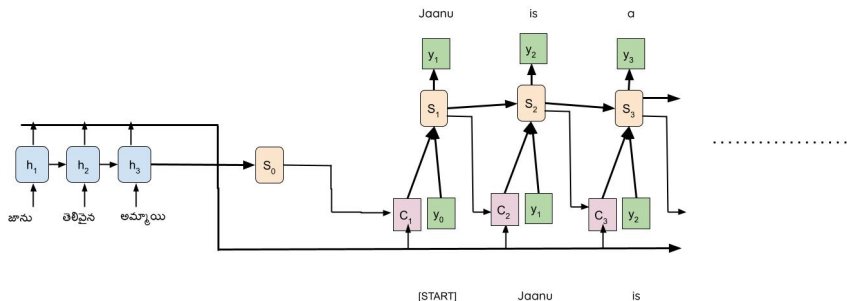 Jaanu is a
y1 y2 y3
S1 S2 S3
h1 h2 h3 S0
జాను తెలివైన అమ్మాయి
C1 y0 C2 y1 C3 y2
[START] Jaanu is